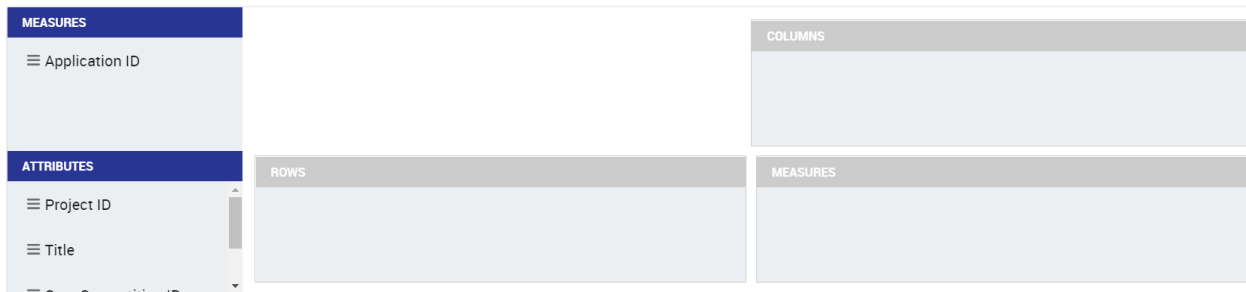 MEASURES
Application ID
COLUMNS
ATTRIBUTES
Project ID
Title
ROWS
MEASURES